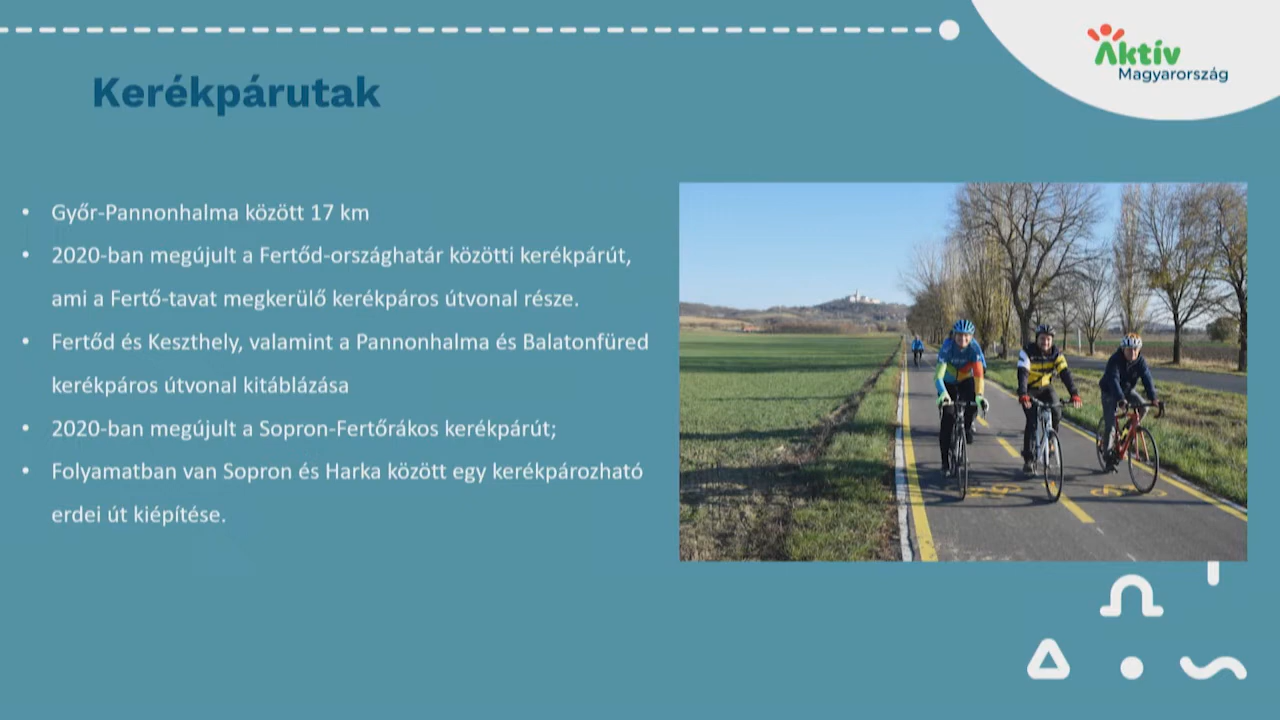 Aktív
Magyarország
Kerékpárutak
• Győr-Pannonhalma között 17 km
• 2020-ban megújult a Fertőd-országhatár közötti kerékpárút,
ami a Fertő-tavat megkerülő kerékpáros útvonal része.
• Fertőd és Keszthely, valamint a Pannonhalma és Balatonfüred
kerékpáros útvonal kitáblázása
• 2020-ban megújult a Sopron-Fertőrákos kerékpárút;
• Folyamatban van Sopron és Harka között egy kerékpározható
erdei út kiépítése.